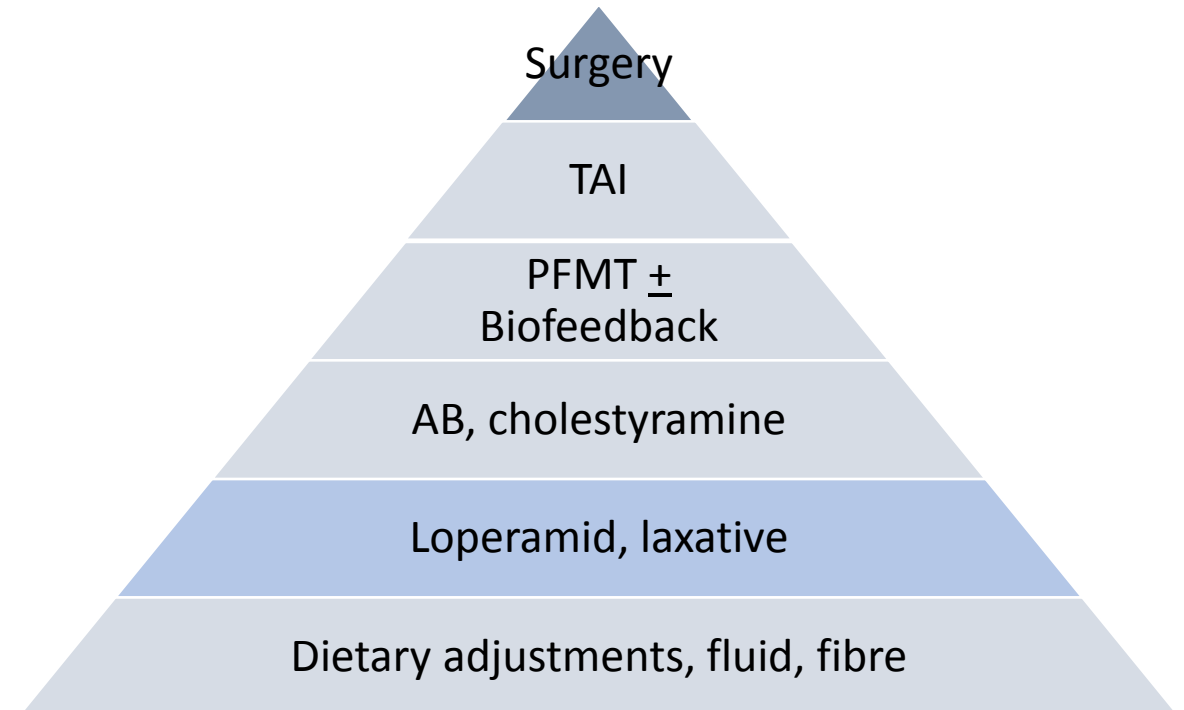 Surgery
TAI
PFMT ±
Biofeedback
AB, cholestyramine
Loperamid, laxative
Dietary adjustments, fluid, fibre